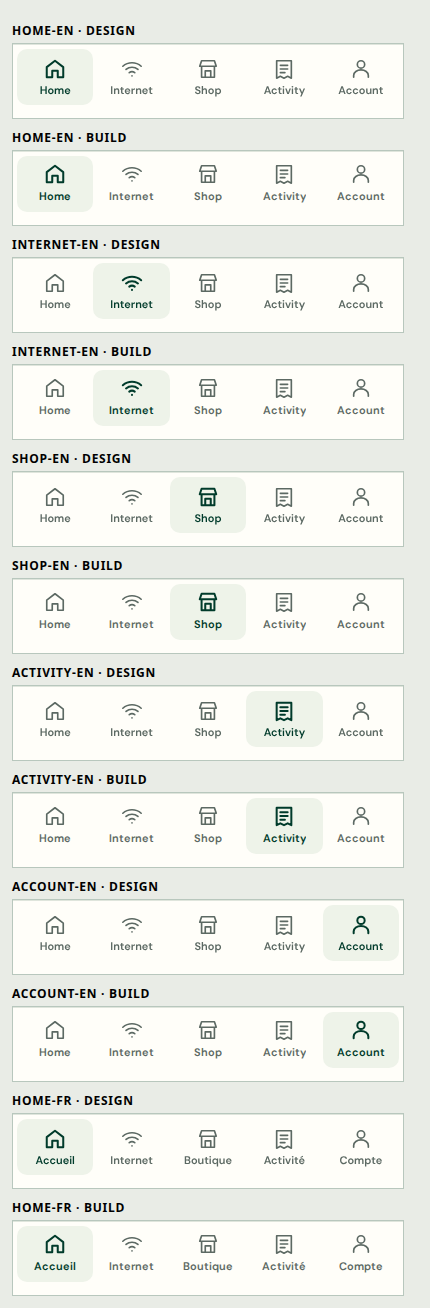 HOME-EN · DESIGN
Home Internet Shop Activity Account
HOME-EN · BUILD
Home Internet Shop Activity Account
INTERNET-EN · DESIGN
Home Internet Shop Activity Account
INTERNET-EN · BUILD
Home Internet Shop Activity Account
SHOP-EN · DESIGN
Home Internet Shop Activity Account
SHOP-EN · BUILD
Home Internet Shop Activity Account
ACTIVITY-EN · DESIGN
Home Internet Shop Activity Account
ACTIVITY-EN · BUILD
Home Internet Shop Activity Account
ACCOUNT-EN · DESIGN
Home Internet Shop Activity Account
ACCOUNT-EN · BUILD
Home Internet Shop Activity Account
HOME-FR · DESIGN
Accueil Internet Boutique Activité Compte
HOME-FR · BUILD
Accueil Internet Boutique Activité Compte